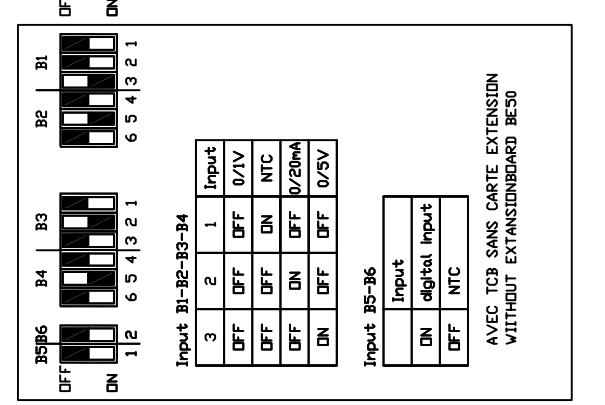 B5 B6 B4 B3 B2 B1
OFF OFF
ON ON
1 2 6 5 4 3 2 1 6 5 4 3 2 1
Input B1-B2-B3-B4
3 2 1 Input
OFF OFF OFF 0/1V
OFF OFF ON NTC
OFF ON OFF 0/20mA
ON OFF OFF 0/5V
Input B5-B6
Input
ON digital input
OFF NTC
AVEC TCB SANS CARTE EXTENSION
WIITHOUT EXTANSIONBOARD BE50